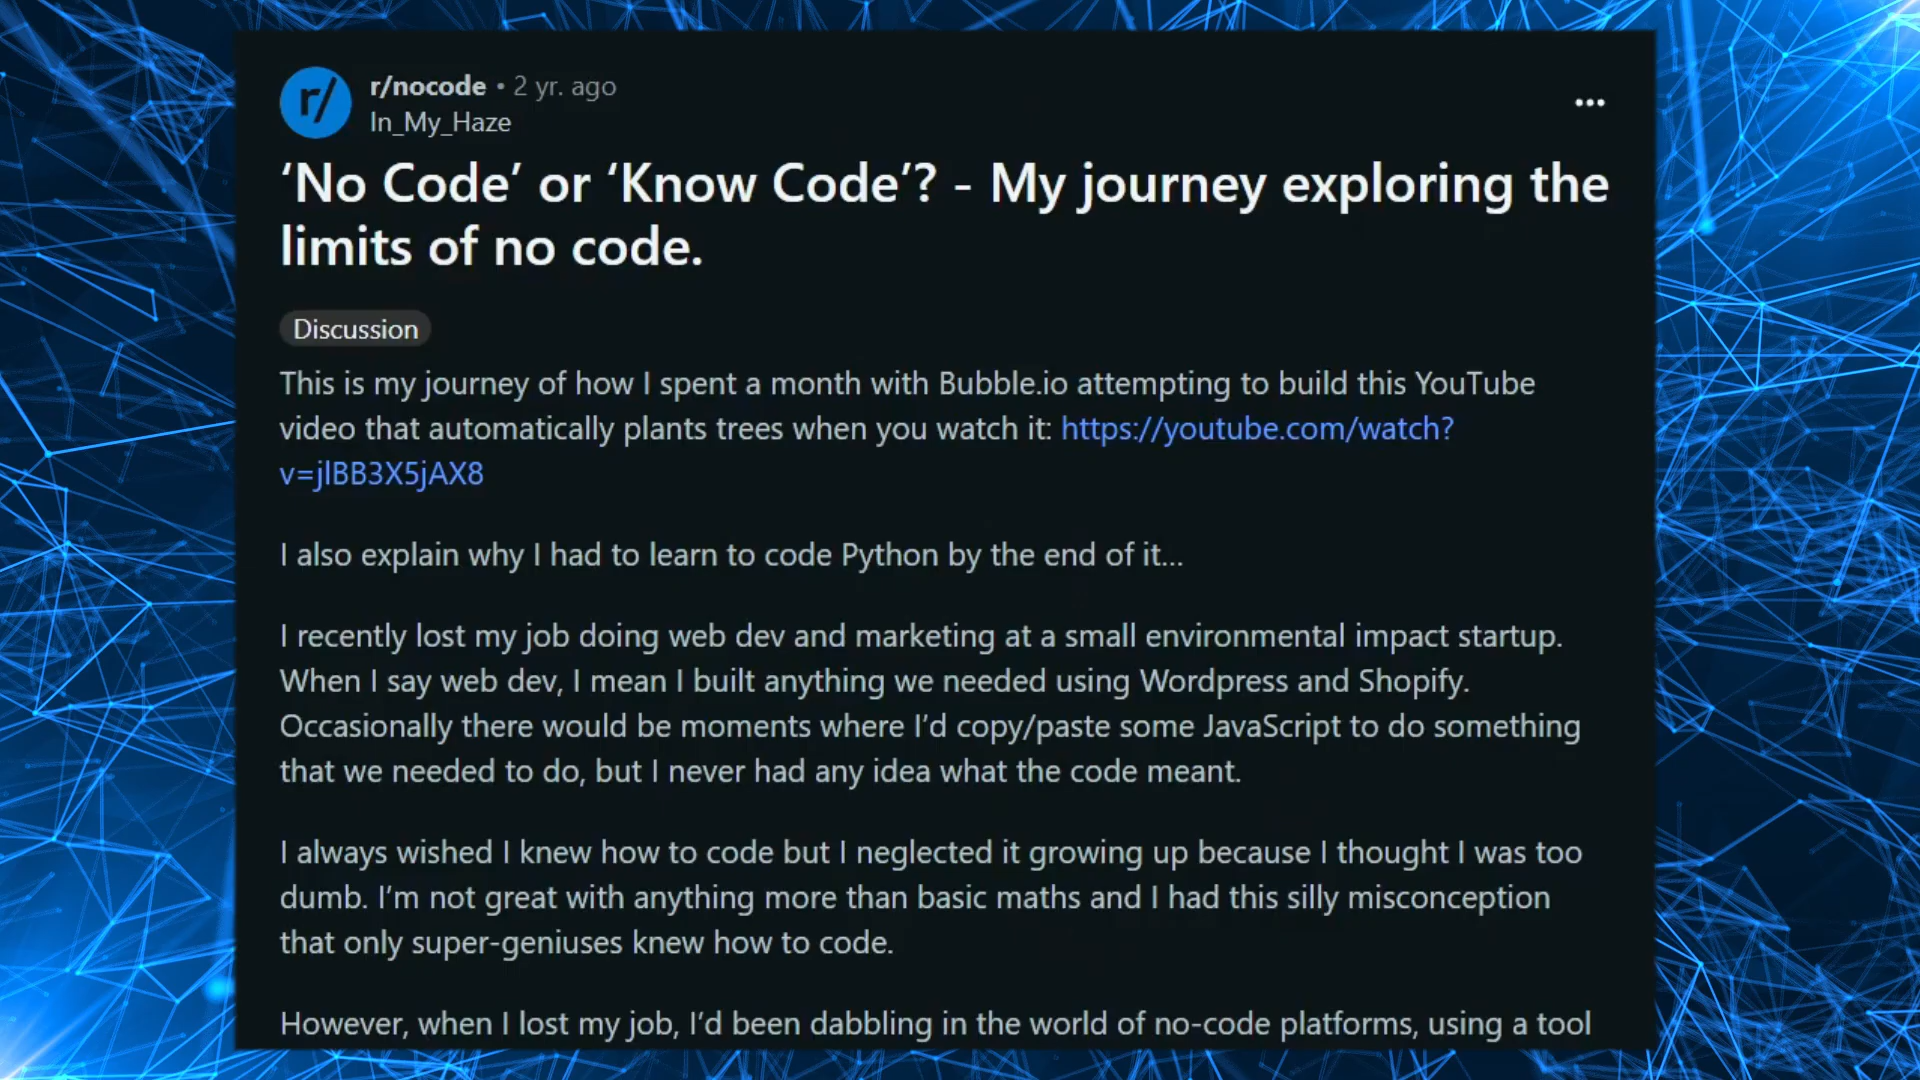 r/
r/nocode • 2 yr. ago
In_My_Haze
‘No Code’ or ‘Know Code’? - My journey exploring the
limits of no code.
Discussion
This is my journey of how I spent a month with Bubble.io attempting to build this YouTube
video that automatically plants trees when you watch it: https://youtube.com/watch?
v=jlBB3X5jAX8
I also explain why I had to learn to code Python by the end of it...
I recently lost my job doing web dev and marketing at a small environmental impact startup.
When I say web dev, I mean I built anything we needed using Wordpress and Shopify.
Occasionally there would be moments where I’d copy/paste some JavaScript to do something
that we needed to do, but I never had any idea what the code meant.
I always wished I knew how to code but I neglected it growing up because I thought I was too
dumb. I’m not great with anything more than basic maths and I had this silly misconception
that only super-geniuses knew how to code.
However, when I lost my job, I’d been dabbling in the world of no-code platforms, using a tool